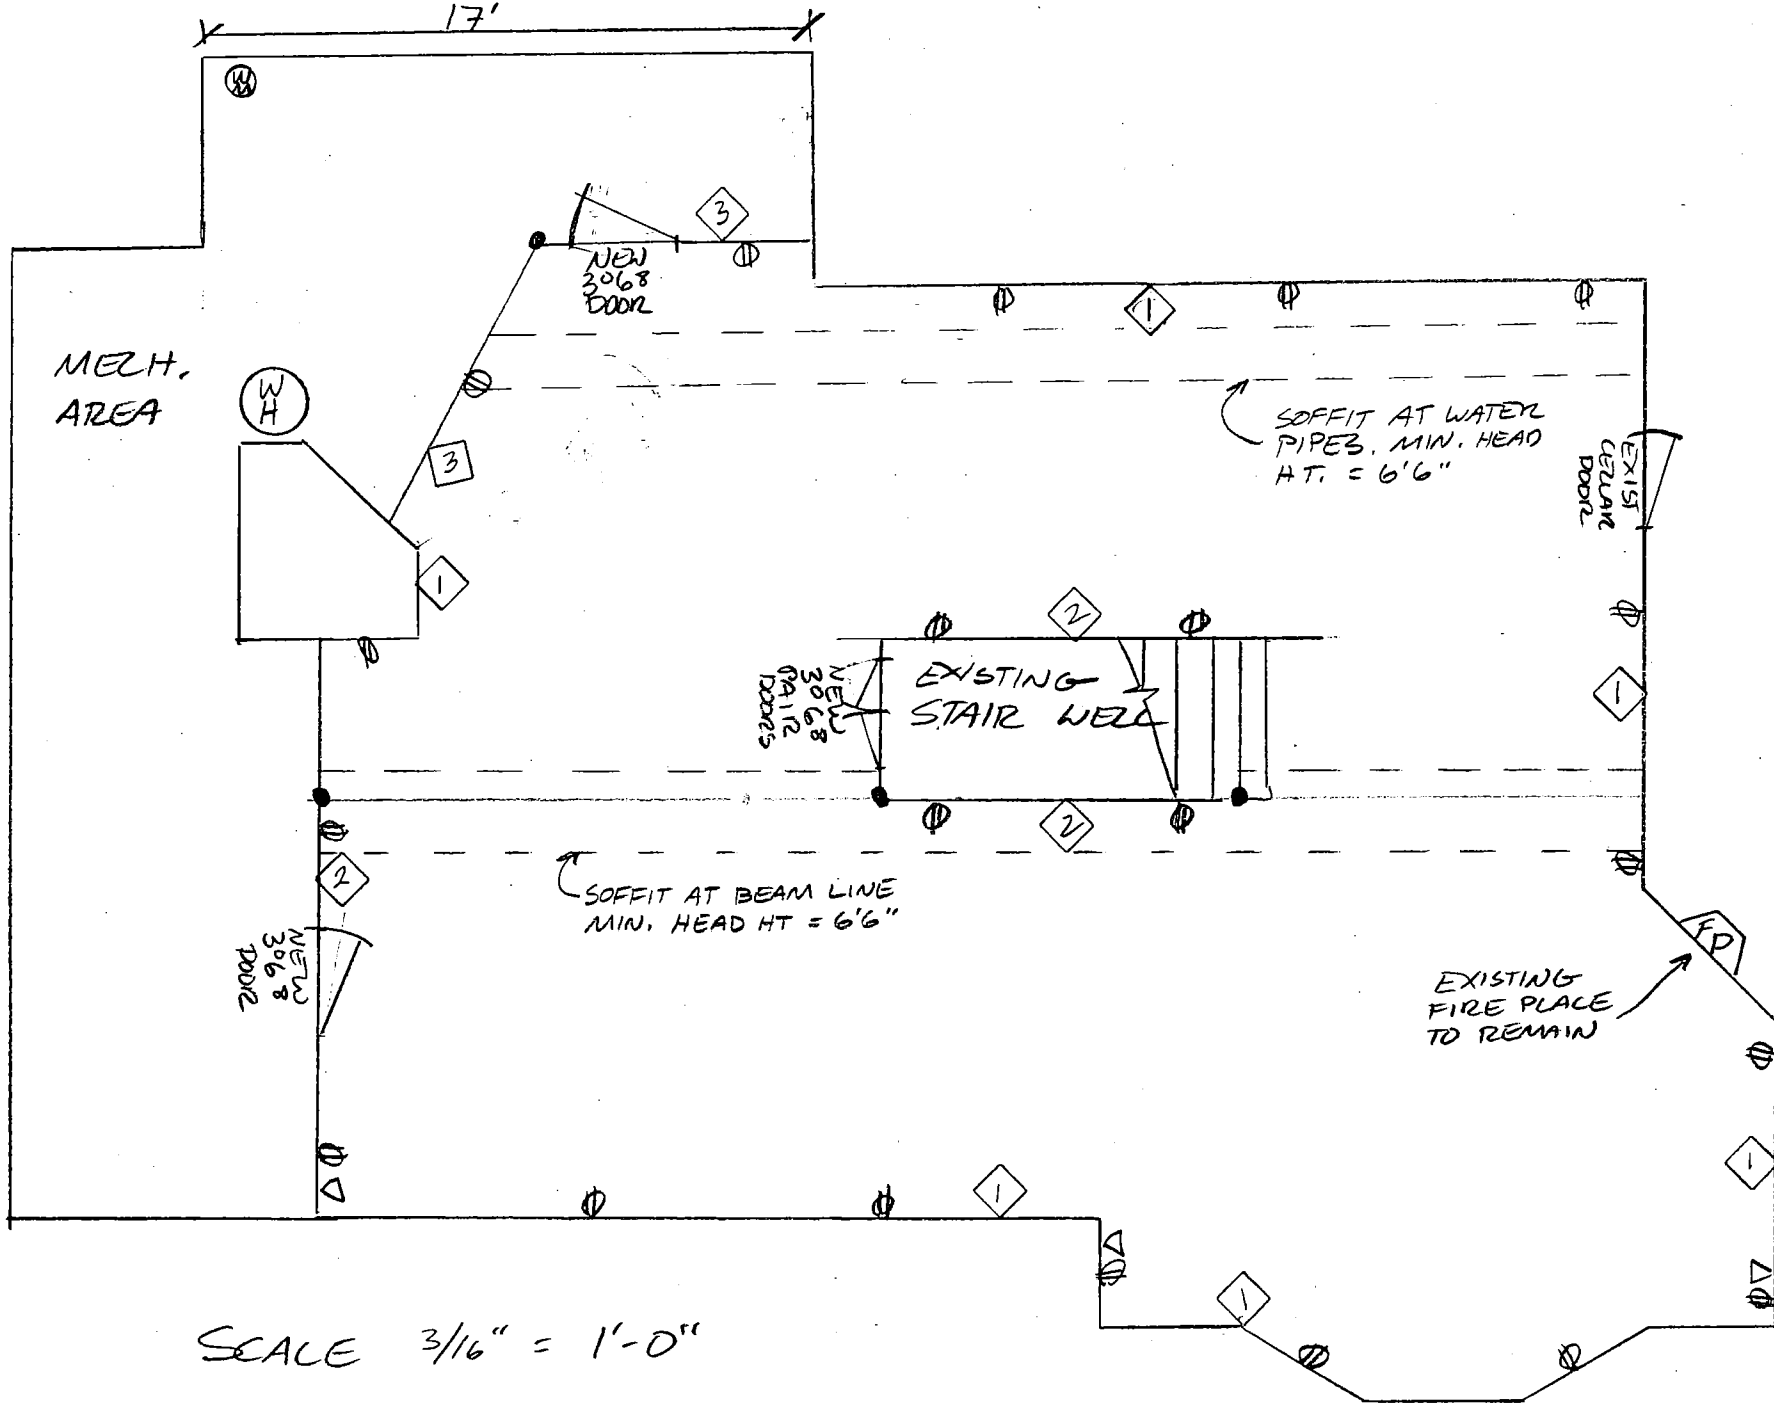 17'
WM
3
NEW
3068
DOOR
1
MECH.
AREA
W
H
SOFFIT AT WATER
PIPES. MIN. HEAD
HT. = 6'6"
EXIST
CELLAR
DOOR
3
1
2
NEW
3068
PAIR
DOORS
EXISTING
STAIR WELL
1
2
2
SOFFIT AT BEAM LINE
MIN. HEAD HT = 6'6"
NEW
3068
DOOR
FP
EXISTING
FIRE PLACE
TO REMAIN
1
1
1
SCALE 3/16" = 1'-0"